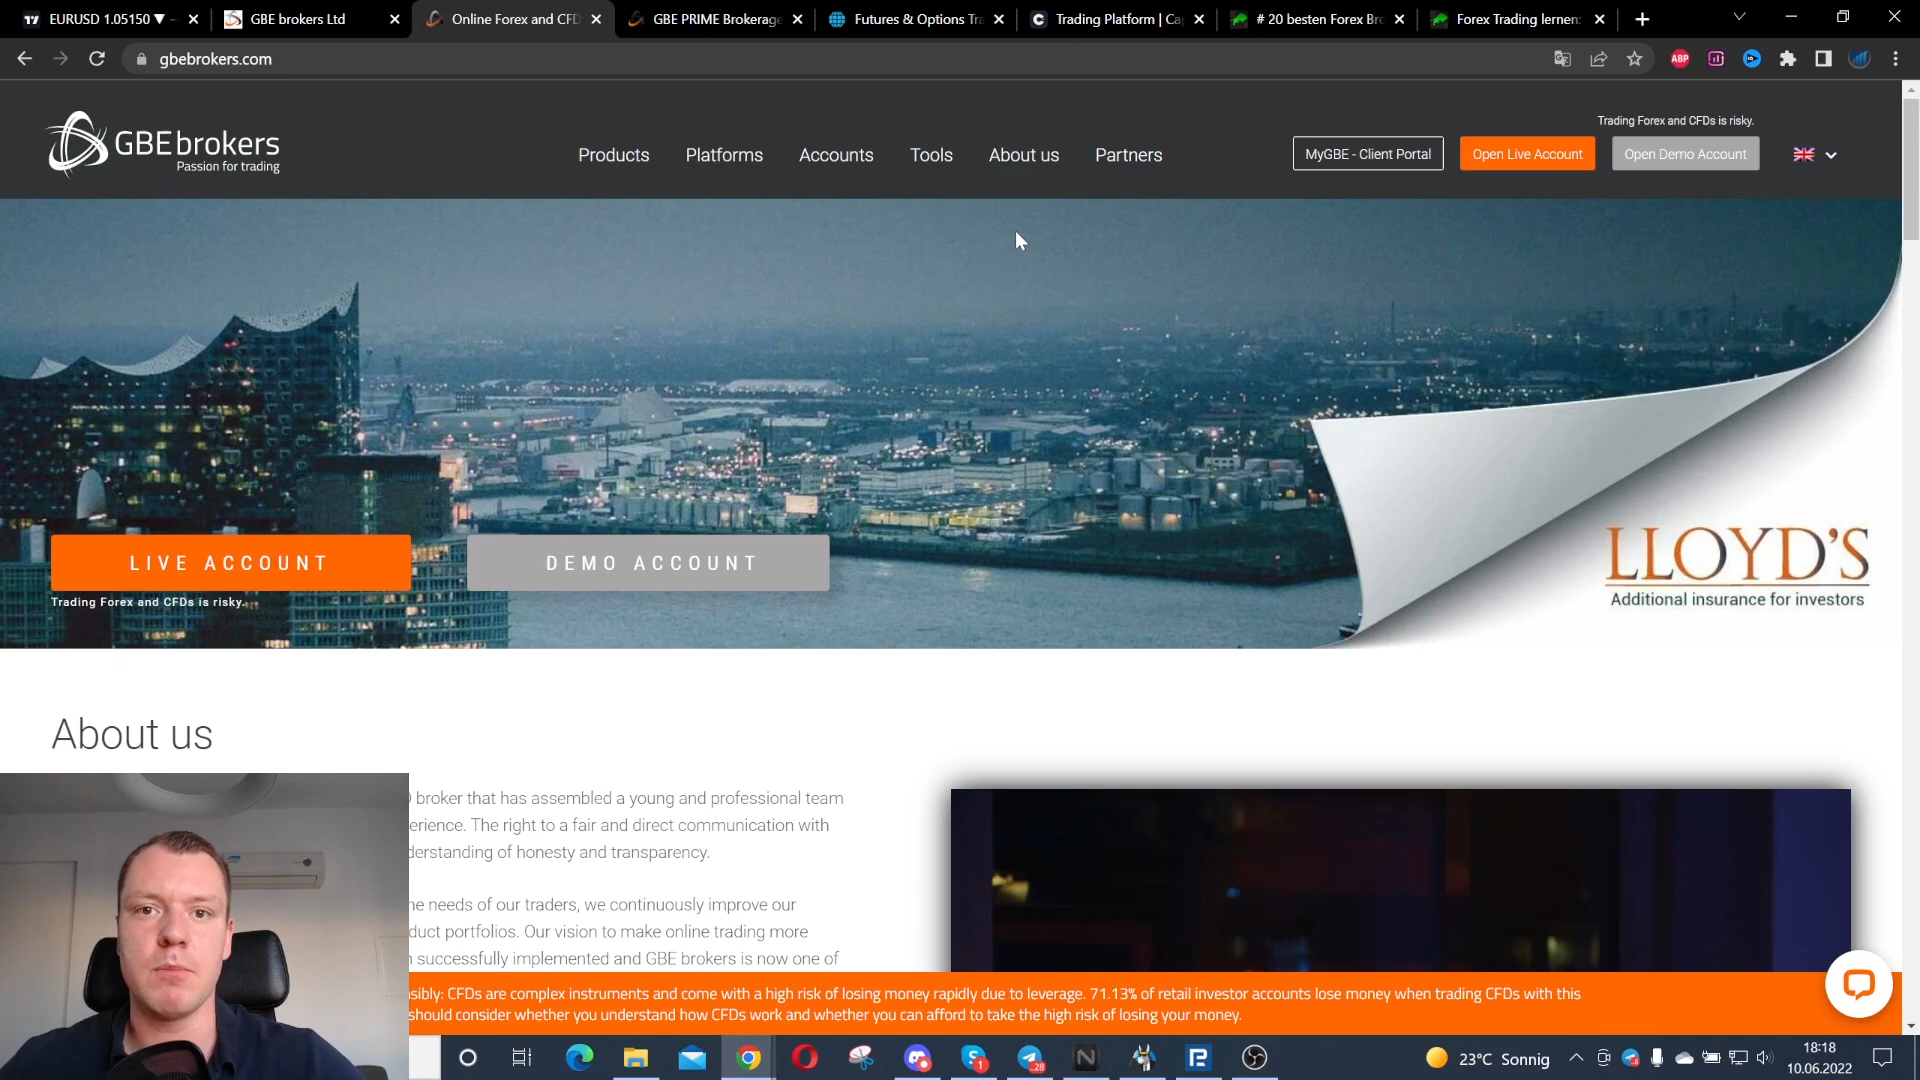 EURUSD 1.05150 ▼
GBE brokers Ltd
Online Forex and CFD
GBE PRIME Brokerage
Futures & Options Tra
Trading Platform | Ca
# 20 besten Forex Bro
Forex Trading lernen:
gbebrokers.com
ABP
GBE brokers
Passion for trading
Products
Platforms
Accounts
Tools
About us
Partners
Trading Forex and CFDs is risky.
MyGBE - Client Portal
Open Live Account
Open Demo Account
LIVE ACCOUNT
DEMO ACCOUNT
Trading Forex and CFDs is risky.
LLOYD'S
Additional insurance for investors
About us
broker that has assembled a young and professional team
erience. The right to a fair and direct communication with
derstanding of honesty and transparency.
he needs of our traders, we continuously improve our
duct portfolios. Our vision to make online trading more
successfully implemented and GBE brokers is now one of
sibly: CFDs are complex instruments and come with a high risk of losing money rapidly due to leverage. 71.13% of retail investor accounts lose money when trading CFDs with this
should consider whether you understand how CFDs work and whether you can afford to take the high risk of losing your money.
1
28
23°C Sonnig
18:18
10.06.2022